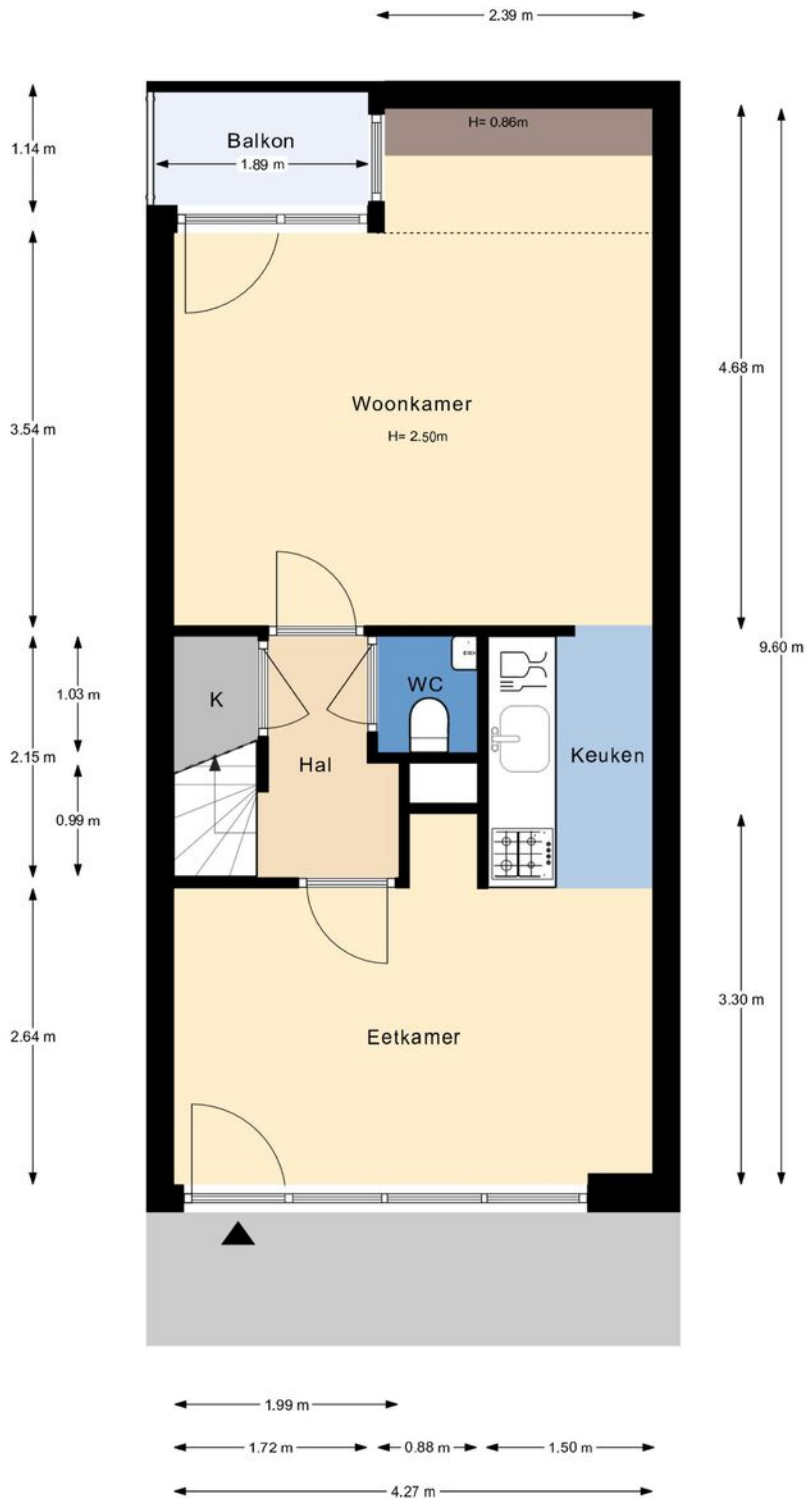 2.39 m
H= 0.86m
Balkon
1.89 m
1.14 m
4.68 m
Woonkamer
H= 2.50m
3.54 m
9.60 m
K
WC
1.03 m
2.15 m
Hal
Keuken
0.99 m
3.30 m
Eetkamer
2.64 m
1.99 m
1.72 m
0.88 m
1.50 m
4.27 m